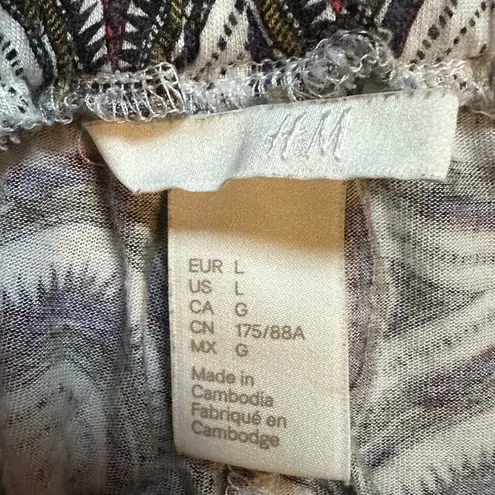 H&M
EUR L
US L
CA G
CN 175/88A
MX G
Made in
Cambodia
Fabriqué en
Cambodge